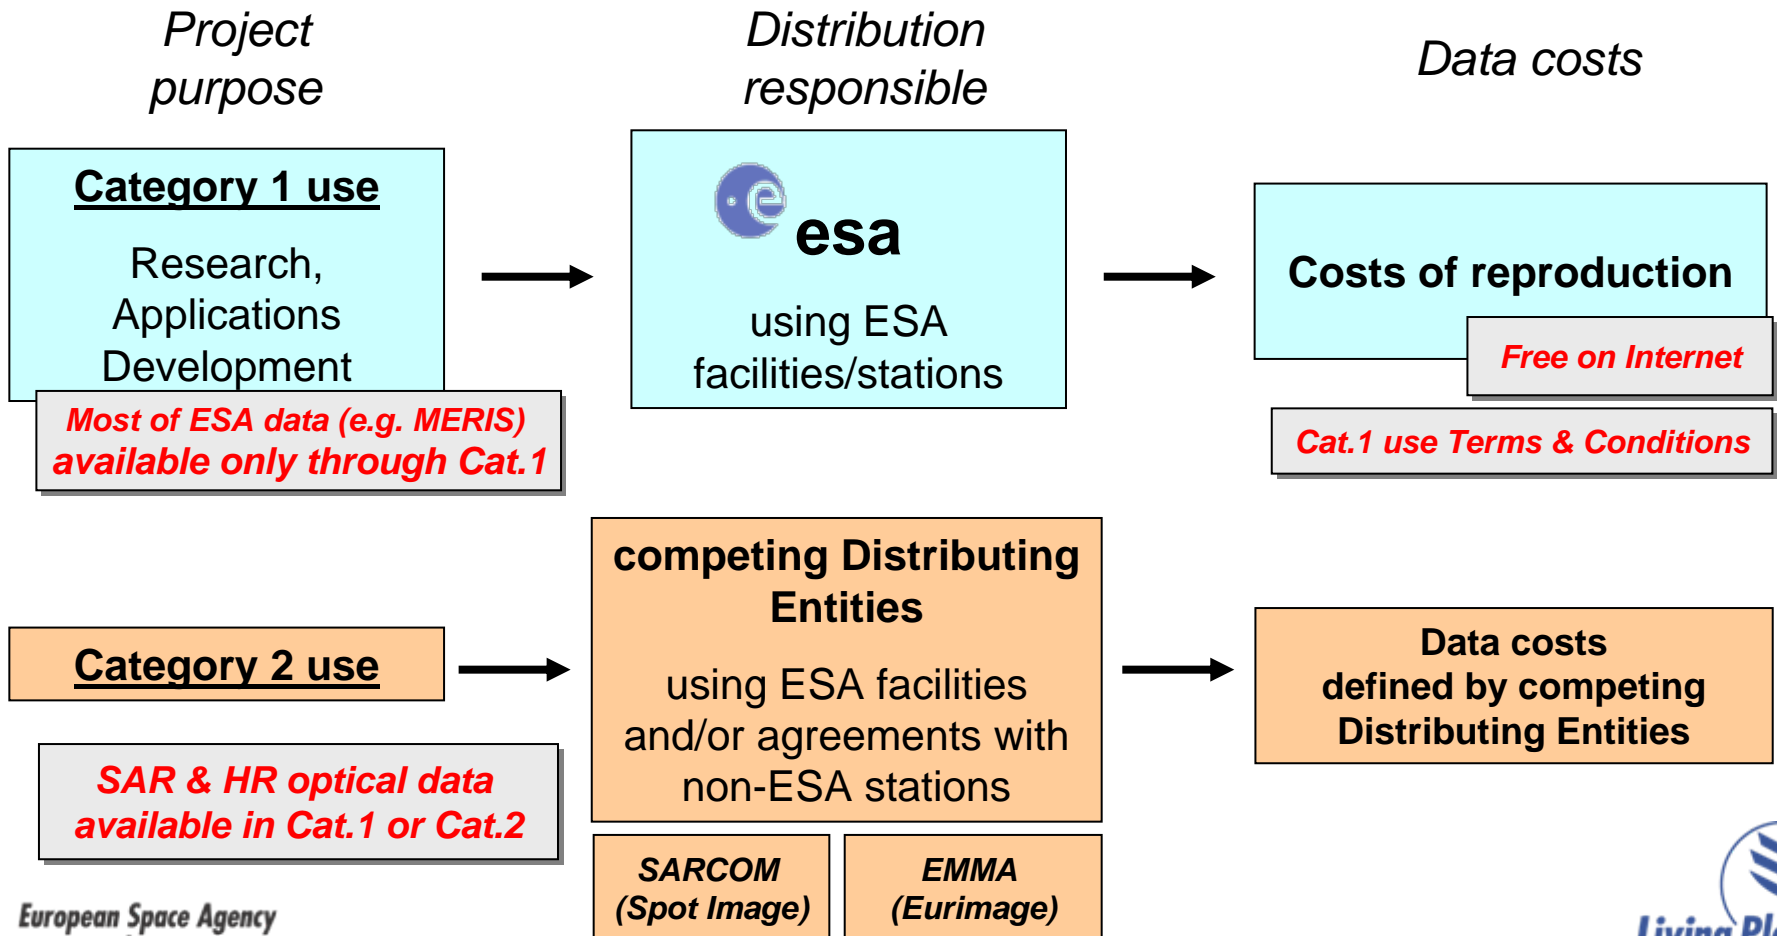 Project
purpose
Distribution
responsible
Data costs
Category 1 use
Research,
Applications
Development
Most of ESA data (e.g. MERIS)
available only through Cat.1
esa
using ESA
facilities/stations
Costs of reproduction
Free on Internet
Cat.1 use Terms & Conditions
Category 2 use
SAR & HR optical data
available in Cat.1 or Cat.2
competing Distributing
Entities
using ESA facilities
and/or agreements with
non-ESA stations
SARCOM
(Spot Image)
EMMA
(Eurimage)
Data costs
defined by competing
Distributing Entities
European Space Agency
Living